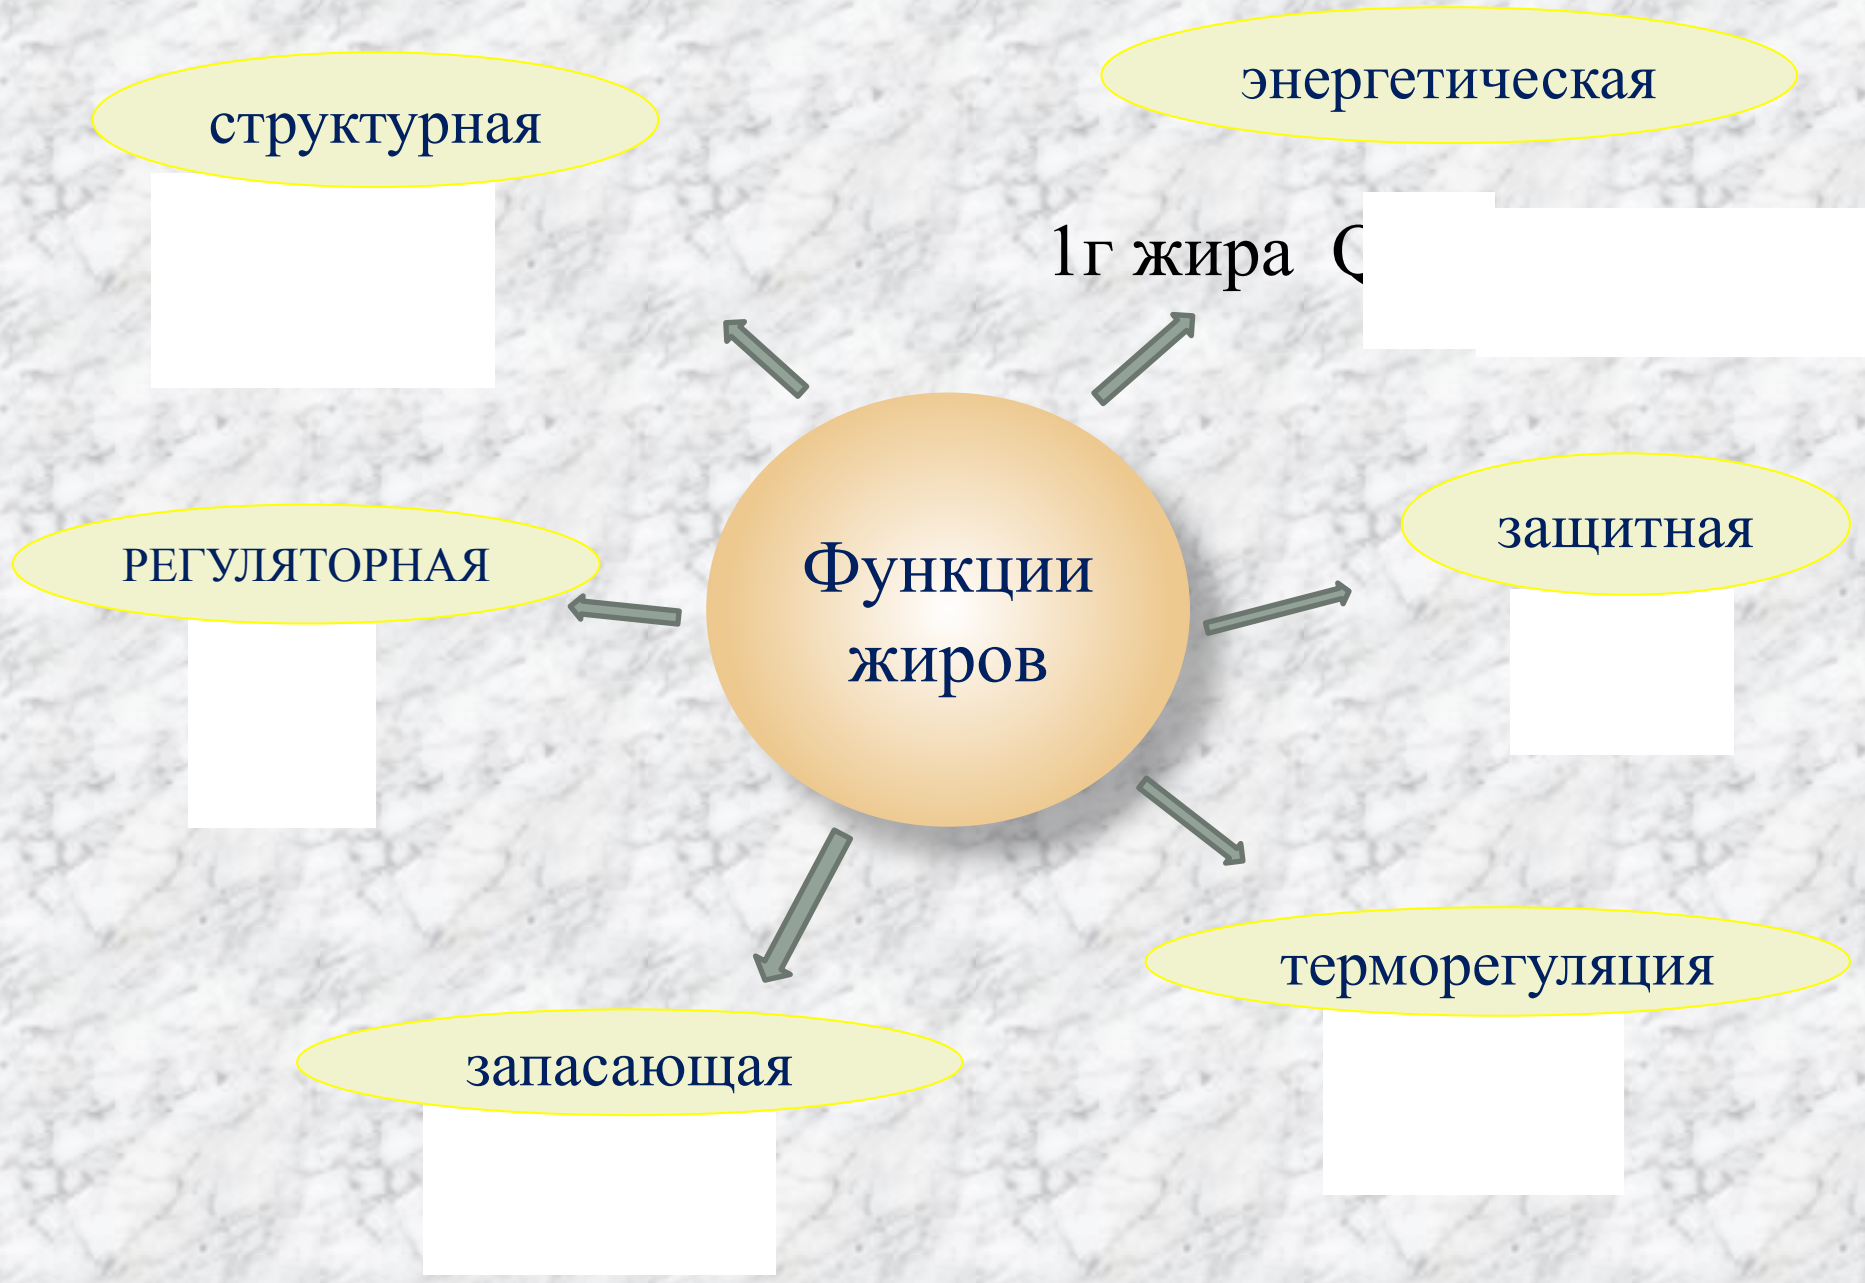 структурная
энергетическая
1г жира Q
РЕГУЛЯТОРНАЯ
Функции
жиров
защитная
терморегуляция
запасающая